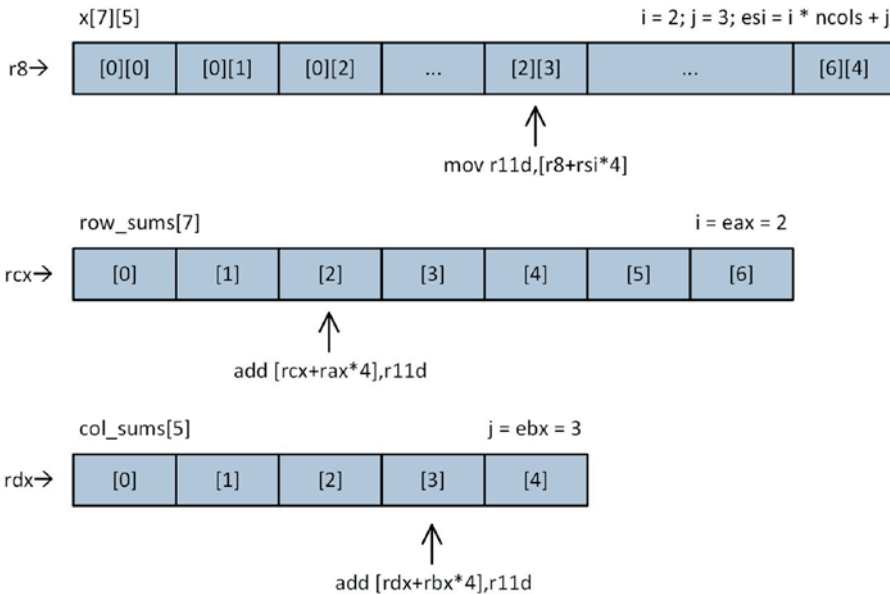 x[7][5] i = 2; j = 3; esi = i * ncols + j
r8→ [0][0] [0][1] [0][2] ... [2][3] ... [6][4]
mov r11d,[r8+rsi*4]
row_sums[7] i = eax = 2
rcx→ [0] [1] [2] [3] [4] [5] [6]
add [rcx+rax*4],r11d
col_sums[5] j = ebx = 3
rdx→ [0] [1] [2] [3] [4]
add [rdx+rbx*4],r11d